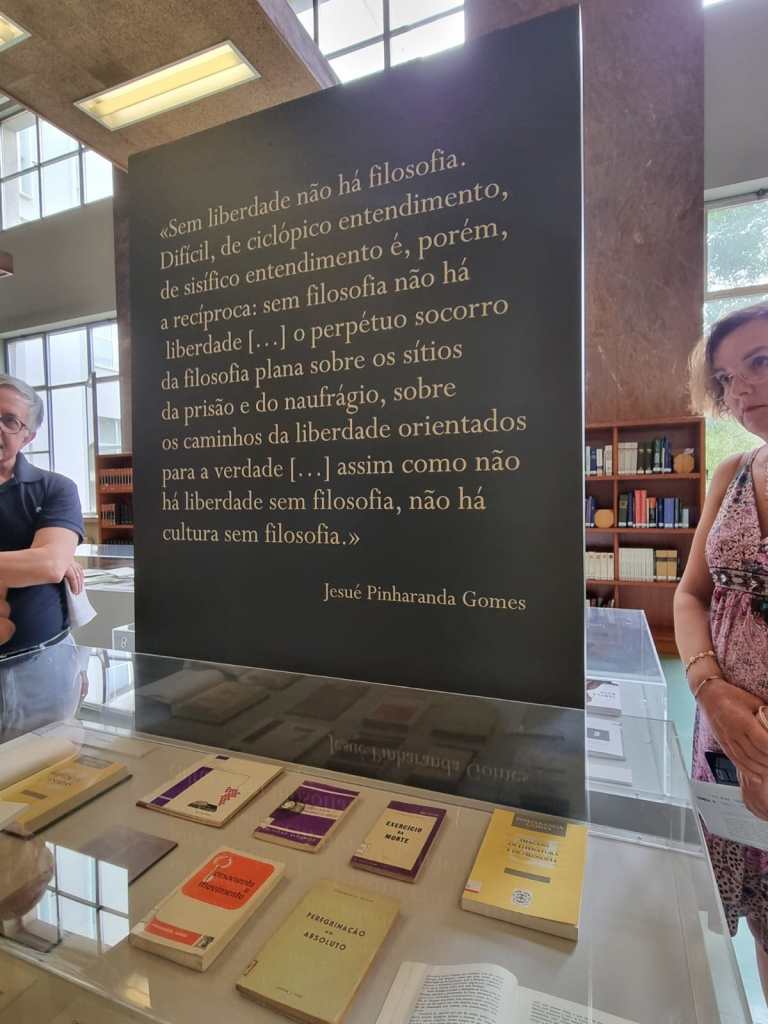 «Sem liberdade não há filosofia.
Difícil, de ciclópico entendimento,
de sisífico entendimento é, porém,
a recíproca: sem filosofia não há
liberdade […] o perpétuo socorro
da filosofia plana sobre os sítios
da prisão e do naufrágio, sobre
os caminhos da liberdade orientados
para a verdade […] assim como não
há liberdade sem filosofia, não há
cultura sem filosofia.»
Jesué Pinharanda Gomes
EXERCÍCIO
DA
MORTE
Pensamento e
movimento
PEREGRINAÇÃO
DO
ABSOLUTO